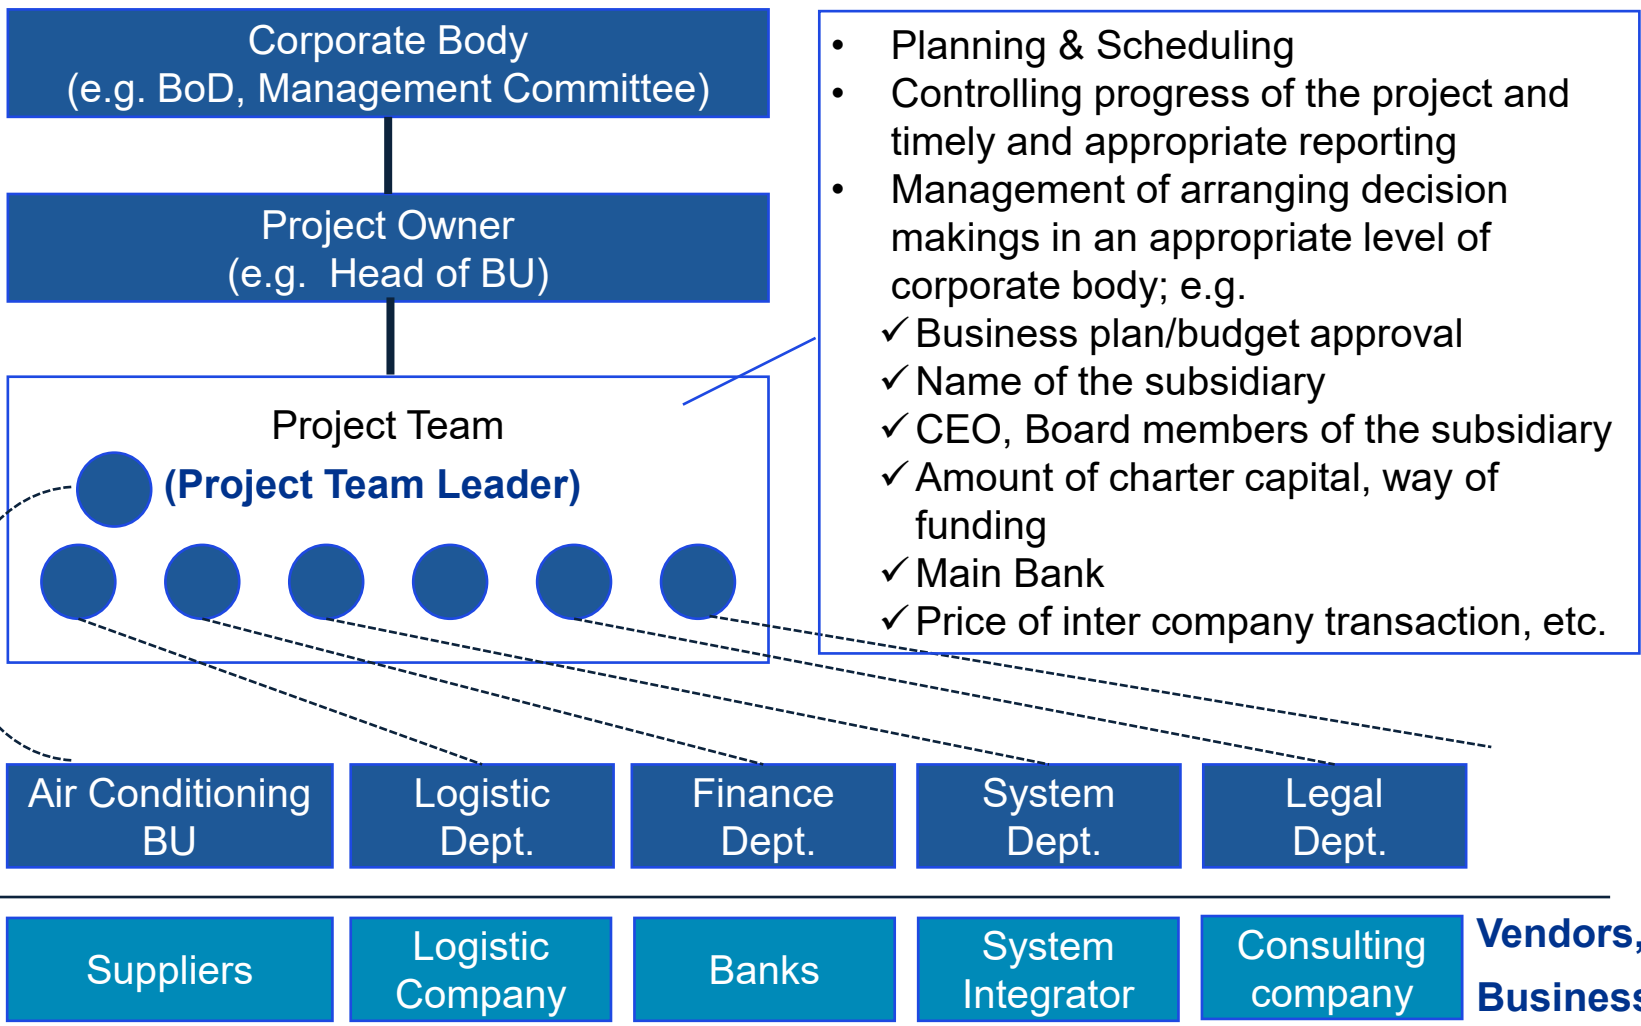 Corporate Body
(e.g. BoD, Management Committee)
Project Owner
(e.g. Head of BU)
Project Team
(Project Team Leader)
• Planning & Scheduling
• Controlling progress of the project and
timely and appropriate reporting
• Management of arranging decision
makings in an appropriate level of
corporate body; e.g.
✓ Business plan/budget approval
✓ Name of the subsidiary
✓ CEO, Board members of the subsidiary
✓ Amount of charter capital, way of
funding
✓ Main Bank
✓ Price of inter company transaction, etc.
Air Conditioning
BU
Logistic
Dept.
Finance
Dept.
System
Dept.
Legal
Dept.
Suppliers
Logistic
Company
Banks
System
Integrator
Consulting
company
Vendors,
Business